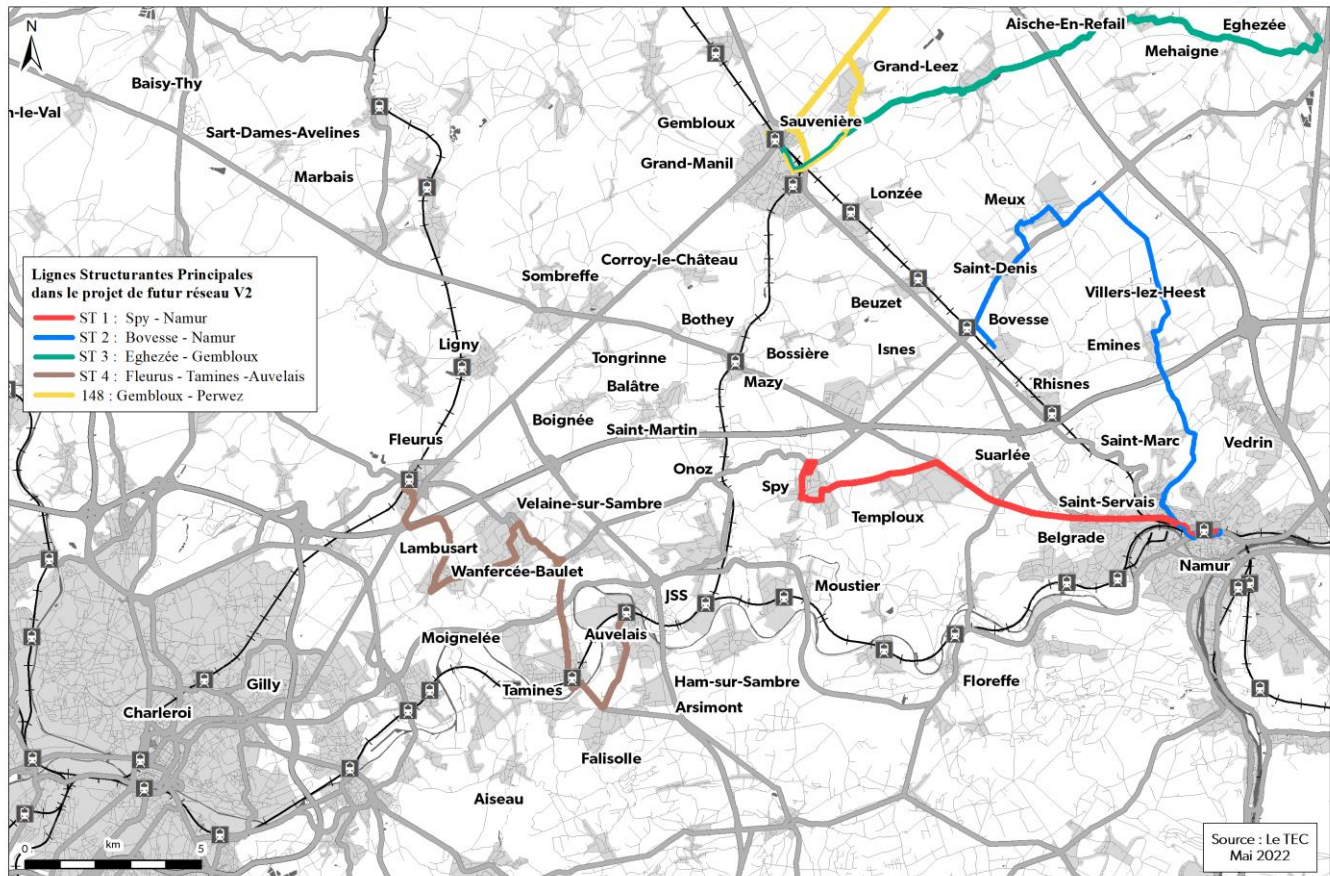 N
Aische-En-Refail
Eghezée
Mehaigne
Baisy-Thy
Grand-Leez
n-le-Val
Sart-Dames-Avelines
Gembloux
Sauvenière
Grand-Manil
Marbais
Lonzée
Meux
Lignes Structurantes Principales
dans le projet de futur réseau V2
ST 1 : Spy - Namur
ST 2 : Bovesse - Namur
ST 3 : Eghezée - Gembloux
ST 4 : Fleurus - Tamines -Auvelais
148 : Gembloux - Perwez
Corroy-le-Château
Sombreffe
Saint-Denis
Beuzet
Villers-lez-Heest
Bothey
Bovesse
Ligny
Tongrinne
Bossière
Isnes
Emines
Balâtre
Mazy
Rhisnes
Boignée
Saint-Martin
Saint-Marc
Vedrin
Fleurus
Onoz
Suarlée
Spy
Velaine-sur-Sambre
Saint-Servais
Temploux
Belgrade
Lambusart
Namur
Wanfercée-Baulet
Moustier
JSS
Moignelée
Auvelais
Gilly
Tamines
Ham-sur-Sambre
Floreffe
Arsimont
Charleroi
Falisolle
Aiseau
km
0
5
Source : Le TEC
Mai 2022